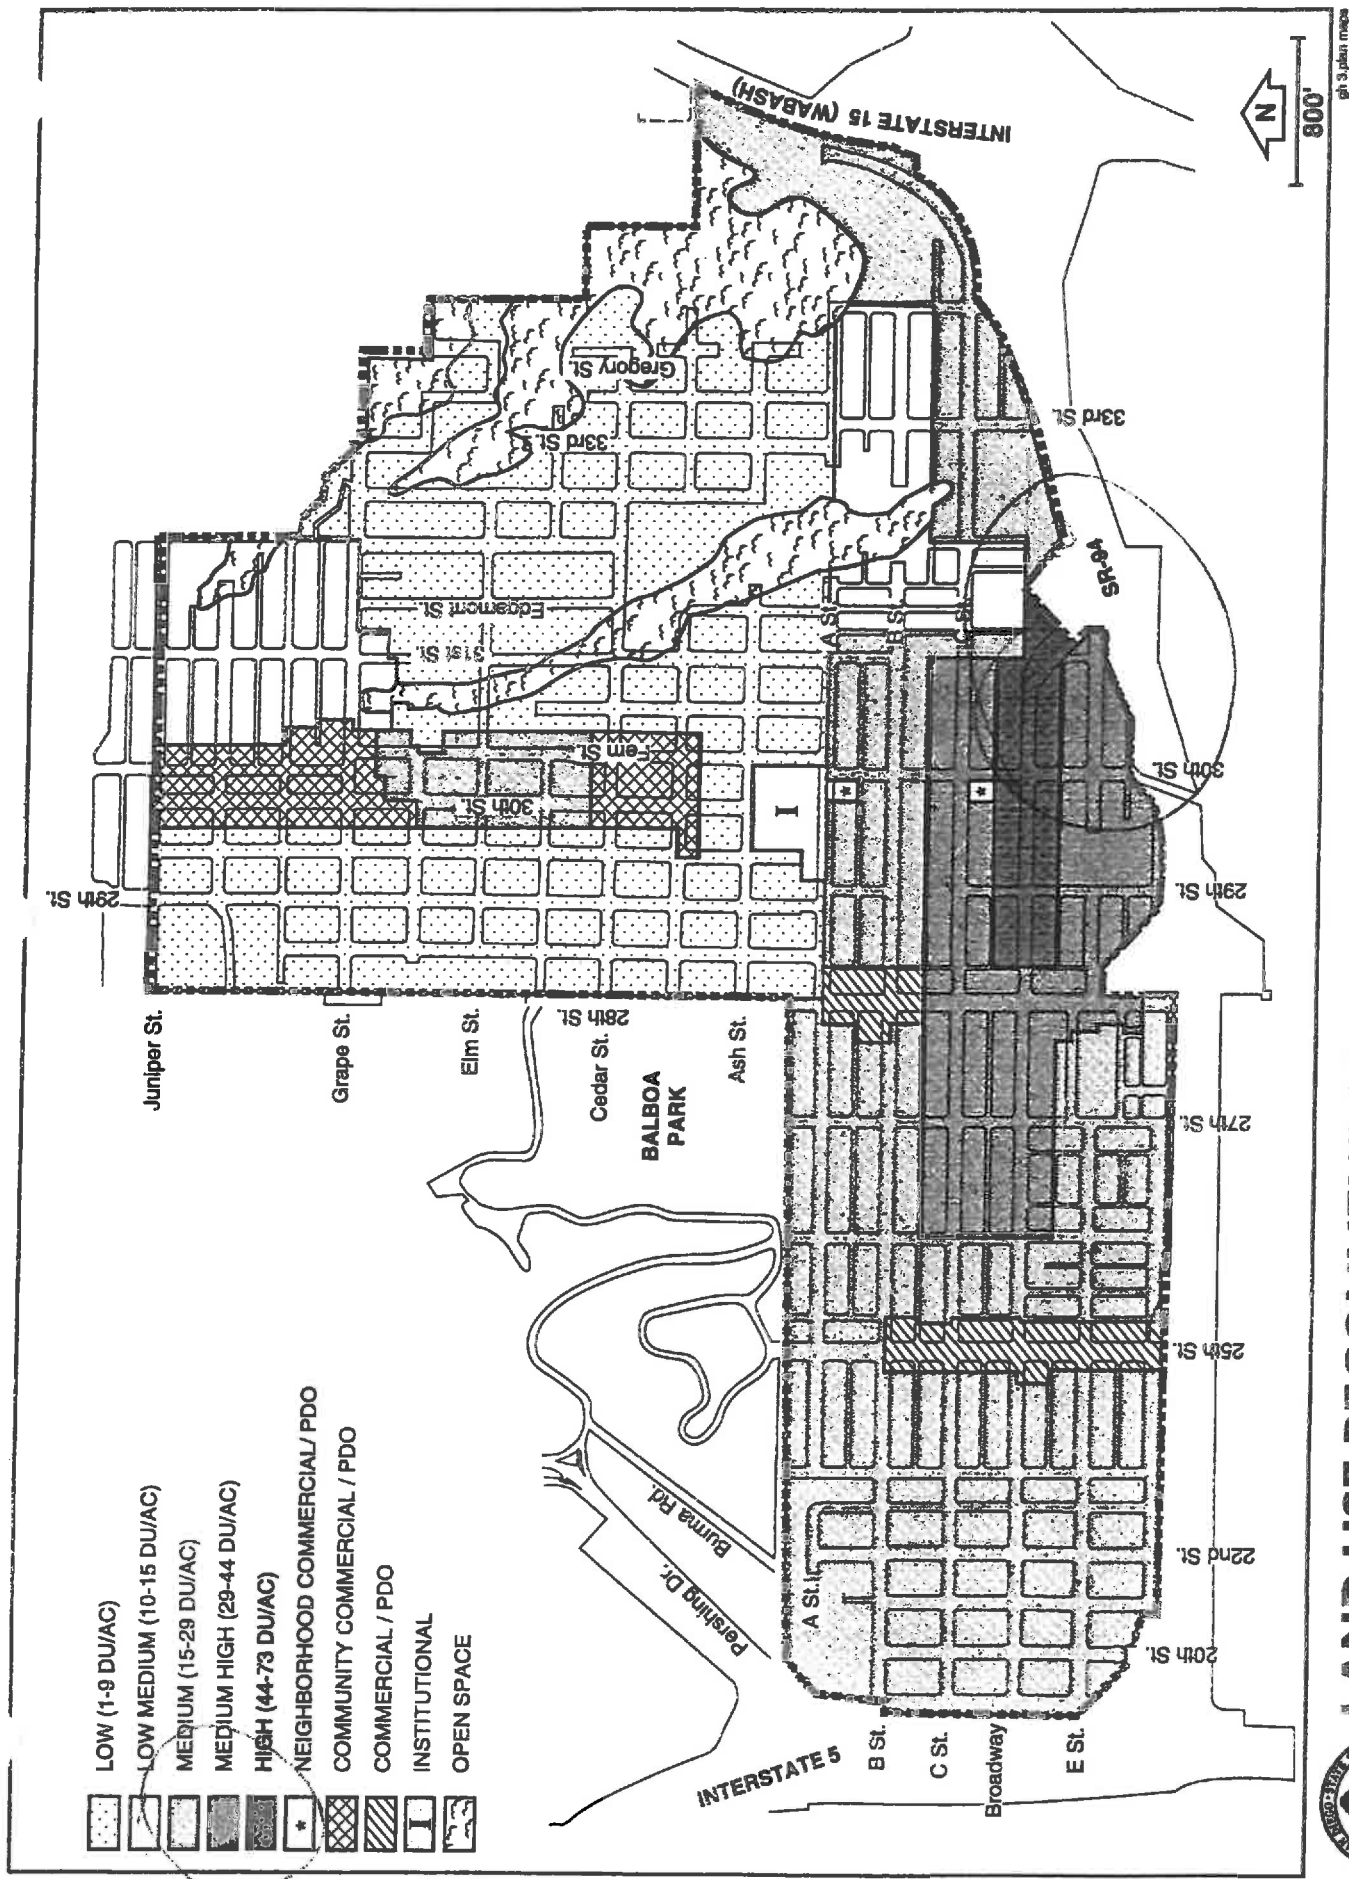 LOW (1-9 DU/AC)
LOW MEDIUM (10-15 DU/AC)
MEDIUM (15-29 DU/AC)
MEDIUM HIGH (29-44 DU/AC)
HIGH (44-73 DU/AC)
*
NEIGHBORHOOD COMMERCIAL/ PDO
COMMUNITY COMMERCIAL / PDO
COMMERCIAL / PDO
I
INSTITUTIONAL
OPEN SPACE
Juniper St.
Grape St.
Elm St.
Cedar St.
Ash St.
29th St.
28th St.
BALBOA
PARK
30th St.
Fern St.
31st St.
Edgemont St.
33rd St.
Gregory St.
I
*
*
A St.
B St.
C St.
INTERSTATE 15 (WABASH)
33rd St.
SR-94
30th St.
29th St.
27th St.
25th St.
22nd St.
20th St.
Pershing Dr.
Burma Rd.
A St.
INTERSTATE 5
B St.
C St.
Broadway
E St.
N
800'
gh 3.plan maps